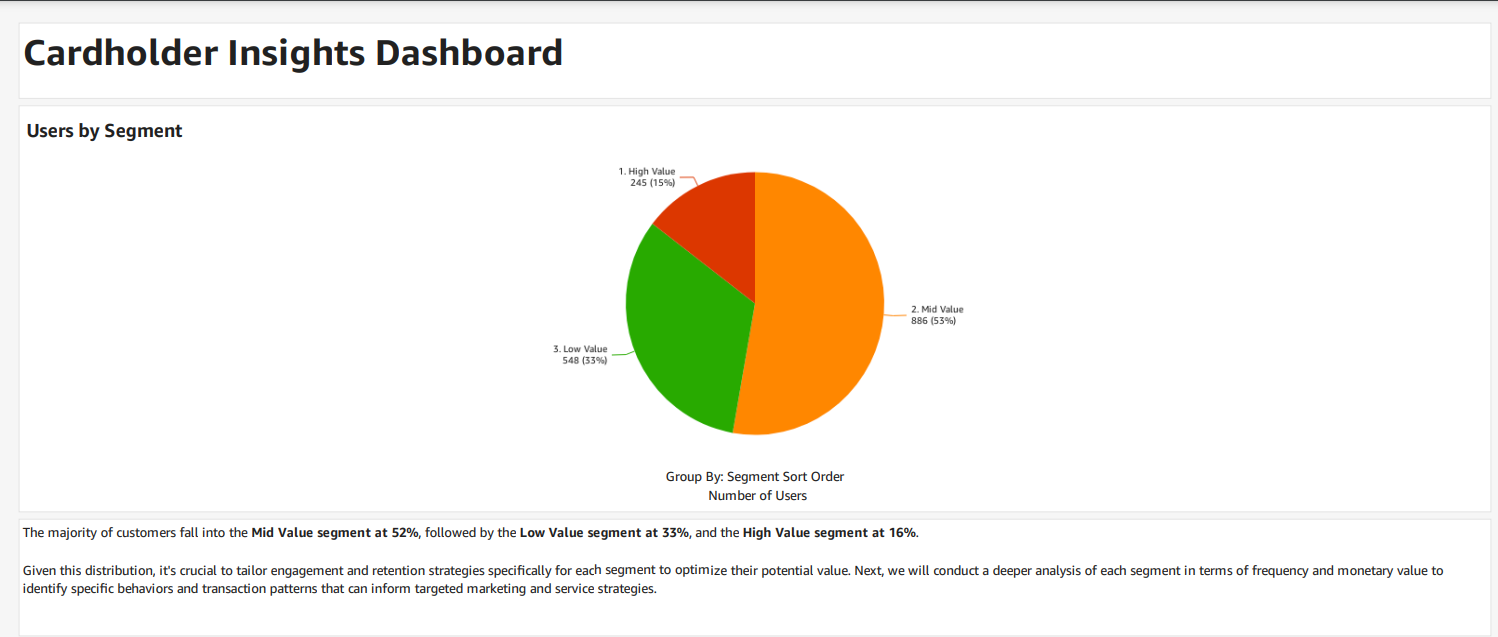 Cardholder Insights Dashboard
Users by Segment
1. High Value
245 (15%)
2. Mid Value
886 (53%)
3. Low Value
548 (33%)
Group By: Segment Sort Order
Number of Users
The majority of customers fall into the Mid Value segment at 52%, followed by the Low Value segment at 33%, and the High Value segment at 16%.
Given this distribution, it's crucial to tailor engagement and retention strategies specifically for each segment to optimize their potential value. Next, we will conduct a deeper analysis of each segment in terms of frequency and monetary value to
identify specific behaviors and transaction patterns that can inform targeted marketing and service strategies.